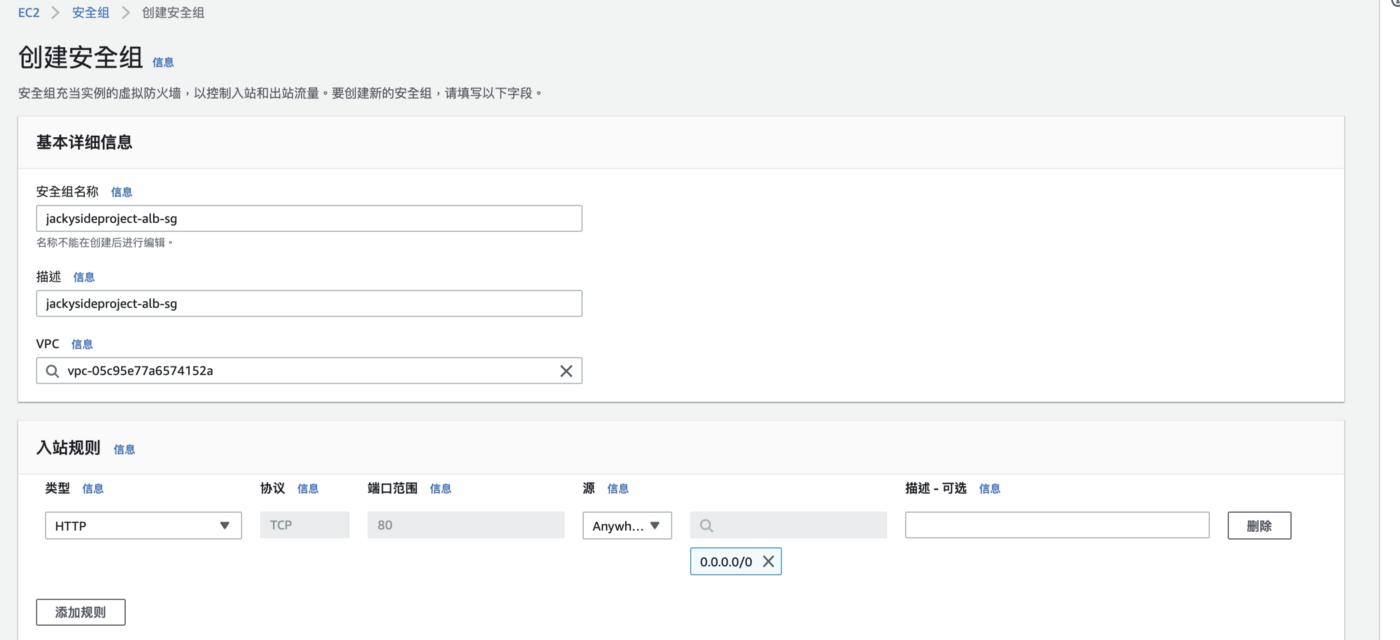 EC2 > 安全组 > 创建安全组
创建安全组 信息
安全组充当实例的虚拟防火墙，以控制入站和出站流量。要创建新的安全组，请填写以下字段。
基本详细信息
安全组名称 信息
jackysideproject-alb-sg
名称不能在创建后进行编辑。
描述 信息
jackysideproject-alb-sg
VPC 信息
vpc-05c95e77a6574152a
入站规则 信息
类型 信息 协议 信息 端口范围 信息 源 信息 描述 - 可选 信息
HTTP TCP 80 Anywh... 删除
0.0.0.0/0
添加规则